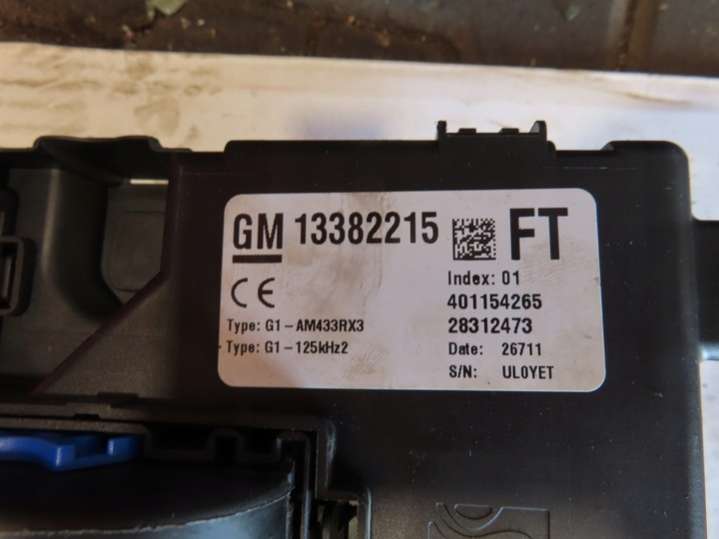 GM 13382215 FT
CE
Index: 01
401154265
Type: G1-AM433RX3
28312473
Type: G1-125kHz2
Date: 26711
S/N: UL0YET